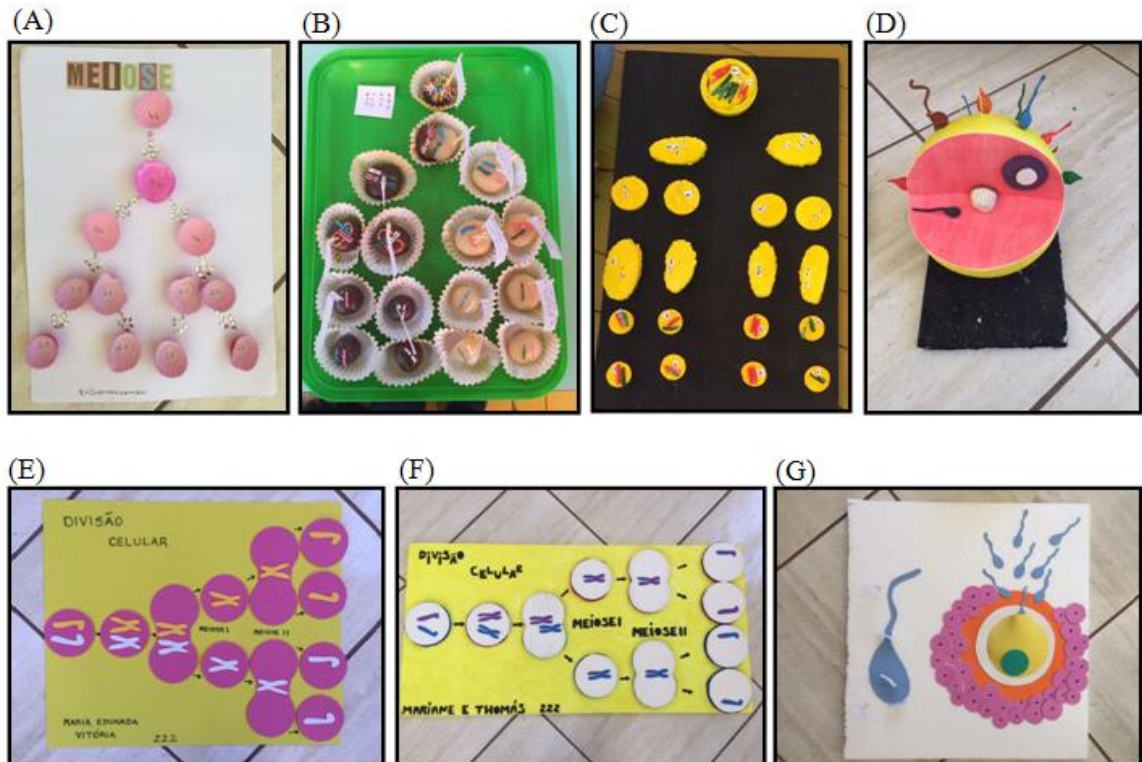 (A)
(B)
(C)
(D)
MEIOSE
(E)
(F)
(G)
DIVISÃO
CELULAR
MEIOSE I
MEIOSE II
MARIA EDUARDA
VITÓRIA 222
DIVISÃO
CELULAR
MEIOSE I
MEIOSE II
MARIANE E THOMÁS 222